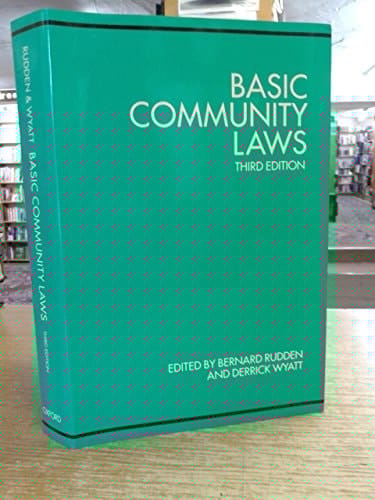 BASIC
COMMUNITY
LAWS
THIRD EDITION
EDITED BY BERNARD RUDDEN
AND DERRICK WYATT
RUDDEN & WYATT BASIC COMMUNITY LAWS THIRD EDITION OXFORD